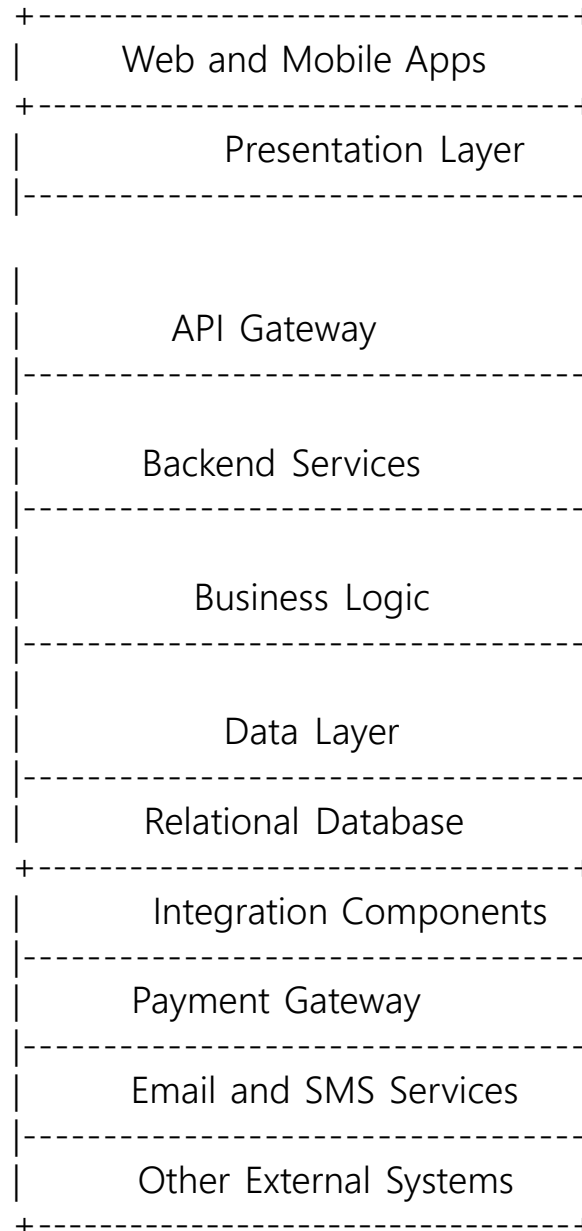 +--------------------------------
| Web and Mobile Apps
+--------------------------------
| Presentation Layer
|--------------------------------
|
|
| API Gateway
|--------------------------------
|
| Backend Services
|--------------------------------
|
| Business Logic
|--------------------------------
|
| Data Layer
|--------------------------------
| Relational Database
+--------------------------------
| Integration Components
|--------------------------------
| Payment Gateway
|--------------------------------
| Email and SMS Services
|--------------------------------
| Other External Systems
+--------------------------------